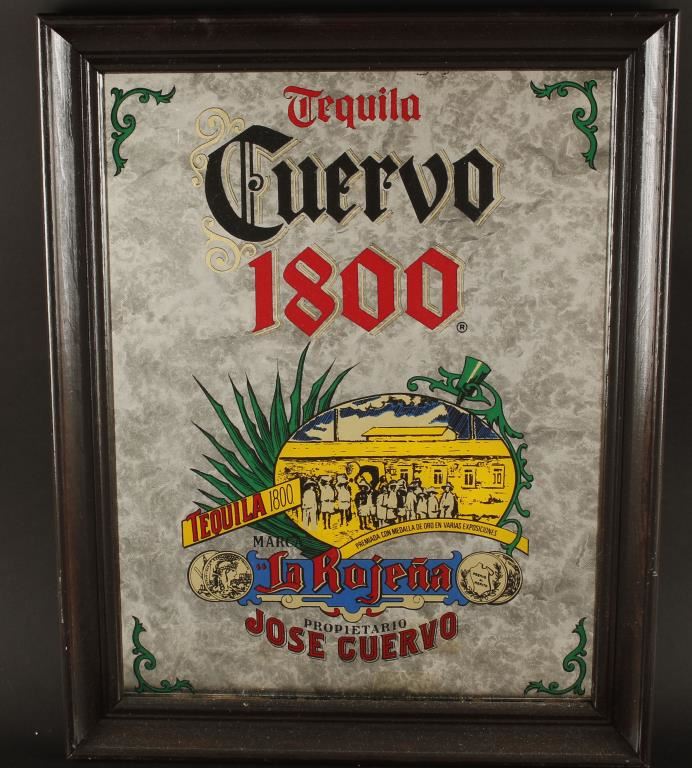 Tequila
Cuervo
1800
®
TEQUILA 1800
PREMIADA CON MEDALLA DE ORO EN VARIAS EXPOSICIONES
MARCA
"La Rojeña
PROPIETARIO
JOSE CUERVO